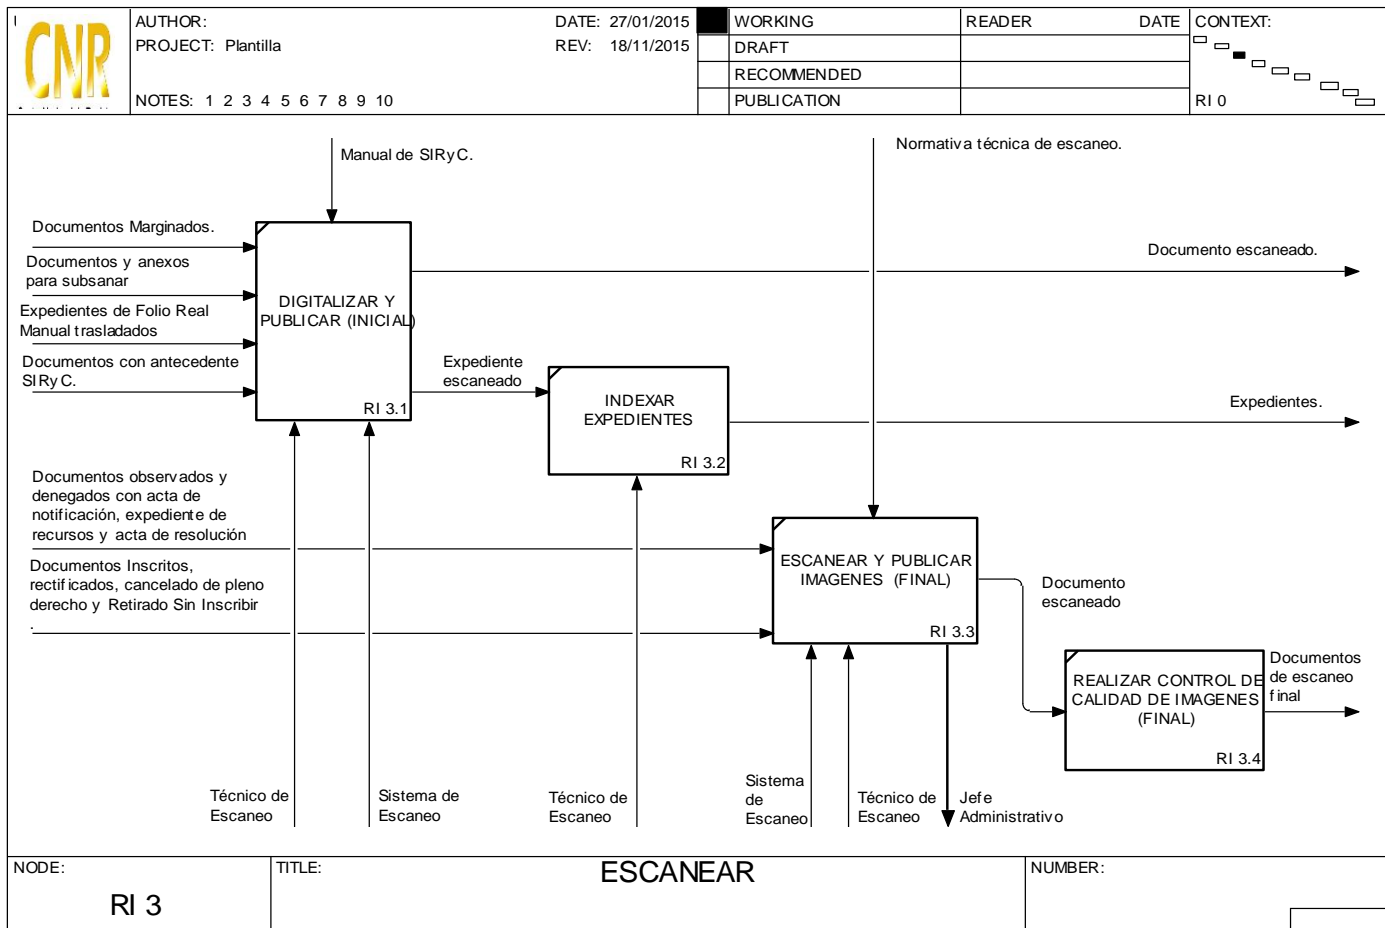 CNR
AUTHOR:
DATE: 27/01/2015
PROJECT: Plantilla
REV: 18/11/2015
NOTES: 1 2 3 4 5 6 7 8 9 10
WORKING
DRAFT
RECOMMENDED
PUBLICATION
READER DATE
CONTEXT:
RI 0
Manual de SIRyC.
Normativa técnica de escaneo.
Documentos Marginados.
Documentos y anexos
para subsanar
Expedientes de Folio Real
Manual trasladados
Documentos con antecedente
SIRyC.
DIGITALIZAR Y
PUBLICAR (INICIAL)
RI 3.1
Documento escaneado.
Expediente
escaneado
INDEXAR
EXPEDIENTES
RI 3.2
Expedientes.
Documentos observados y
denegados con acta de
notificación, expediente de
recursos y acta de resolución
Documentos Inscritos,
rectificados, cancelado de pleno
derecho y Retirado Sin Inscribir
.
ESCANEAR Y PUBLICAR
IMAGENES (FINAL)
RI 3.3
Documento
escaneado
REALIZAR CONTROL DE
CALIDAD DE IMAGENES
(FINAL)
RI 3.4
Documentos
de escaneo
final
Técnico de
Escaneo
Sistema de
Escaneo
Técnico de
Escaneo
Sistema
de
Escaneo
Técnico de
Escaneo
Jefe
Administrativo
NODE:
RI 3
TITLE:
ESCANEAR
NUMBER: